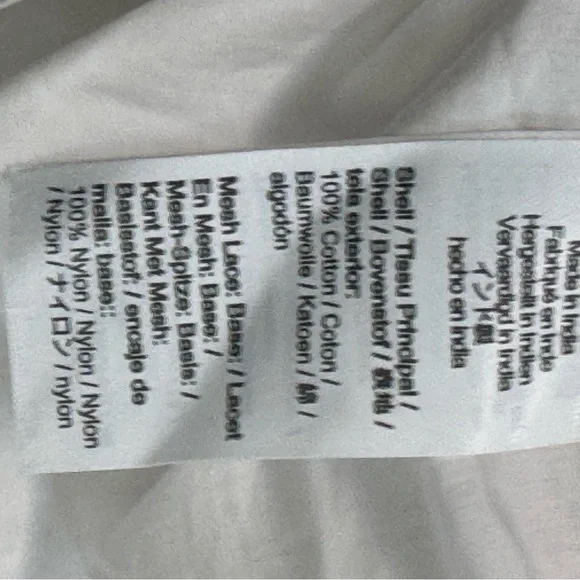 Made in India
Fabriqué en Inde
Hergestellt in Indien
Vervaardigd in India
インド製
hecho en India
Shell / Tissu Principal /
Shell / Bovenstof / 表地 /
tela exterior:
100% Cotton / Coton /
Baumwolle / Katoen / 綿 /
algodón
Mesh Lace: Base: / Lacet
En Mesh: Base: /
Mesh-Spitze: Basis: /
Kant Met Mesh:
Basisstof: / encaje de
malla: base:
100% Nylon / Nylon / Nylon
/ Nylon / ナイロン / nylon